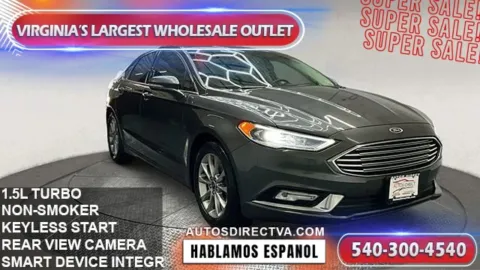 VIRGINIA'S LARGEST WHOLESALE OUTLET
SUPER SALE!
SUPER SALE!
SUPER SALE!
1.5L TURBO
NON-SMOKER
KEYLESS START
REAR VIEW CAMERA
SMART DEVICE INTEGR
AUTOSDIRECTVA.COM
HABLAMOS ESPANOL
540-300-4540
Ford